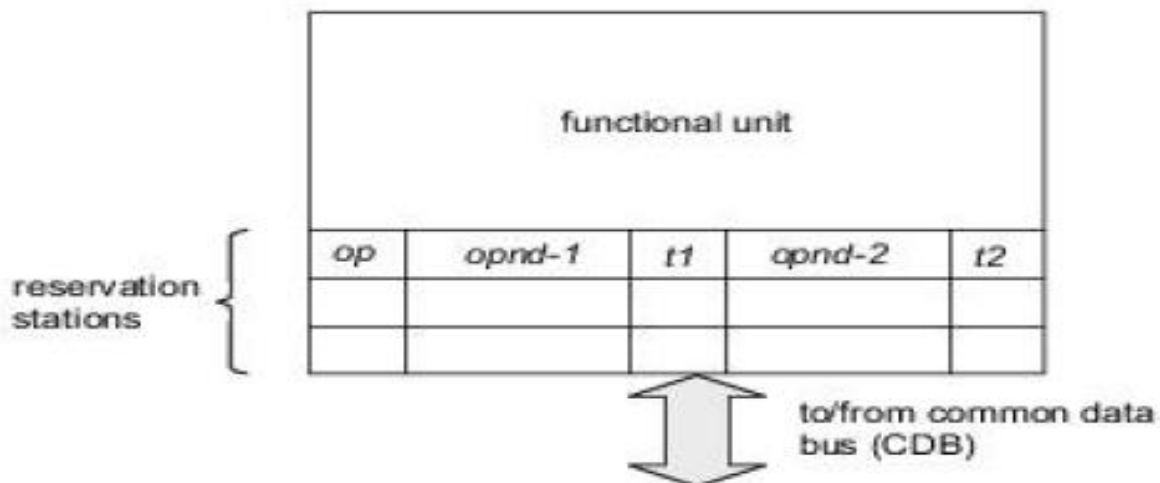 functional unit
op opnd-1 t1 opnd-2 t2
reservation
stations
to/from common data
bus (CDB)